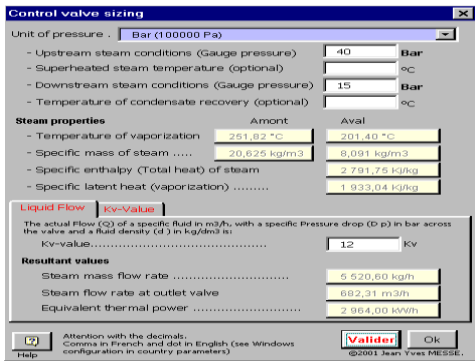 Control valve sizing
Unit of pressure . Bar (100000 Pa)
- Upstream steam conditions (Gauge pressure) 40 Bar
- Superheated steam temperature (optional) °C
- Downstream steam conditions (Gauge pressure) 15 Bar
- Temperature of condensate recovery (optional) °C
Steam properties Amont Aval
- Temperature of vaporization 251,82 °C 201,40 °C
- Specific mass of steam ..... 20,625 kg/m3 8,091 kg/m3
- Specific enthalpy (Total heat) of steam 2 791,75 Kj/kg
- Specific latent heat (vaporization) ......... 1 933,04 Kj/kg
Liquid Flow Kv-Value
The actual Flow (Q) of a specific fluid in m3/h, with a specific Pressure drop (D p) in bar across
the valve and a fluid density (d ) in kg/dm3 is:
Kv-value............................................ 12 Kv
Resultant values
Steam mass flow rate ............................ 5 520,60 kg/h
Steam flow rate at outlet valve 682,31 m3/h
Equivalent thermal power ..................... 2 964,00 kW/h
Help
Attention with the decimals.
Comma in French and dot in English (see Windows
configuration in country parameters)
Valider Ok
©2001 Jean Yves MESSE.